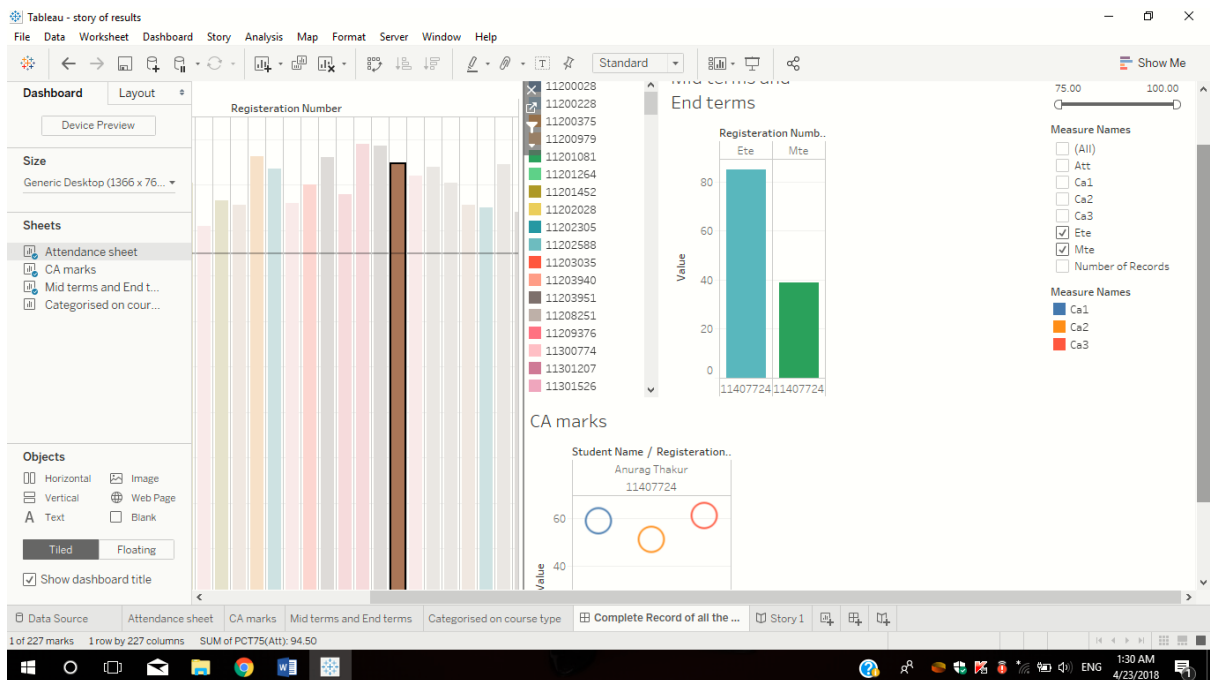 Tableau - story of results
File Data Worksheet Dashboard Story Analysis Map Format Server Window Help
Standard
Show Me
Dashboard Layout
Device Preview
Size
Generic Desktop (1366 x 76...
Sheets
Attendance sheet
CA marks
Mid terms and End t...
Categorised on cour...
Objects
Horizontal Image
Vertical Web Page
A Text Blank
Tiled Floating
Show dashboard title
Registeration Number
11200028
11200228
11200375
11200979
11201081
11201264
11201452
11202028
11202305
11202588
11203035
11203940
11203951
11208251
11209376
11300774
11301207
11301526
Mid terms and
End terms
Registeration Numb..
Ete Mte
80
60
40
20
0
Value
11407724 11407724
CA marks
Student Name / Registeration..
Anurag Thakur
11407724
60
40
Value
75.00 100.00
Measure Names
(All)
Att
Ca1
Ca2
Ca3
Ete
Mte
Number of Records
Measure Names
Ca1
Ca2
Ca3
Data Source Attendance sheet CA marks Mid terms and End terms Categorised on course type Complete Record of all the ... Story 1
1 of 227 marks 1 row by 227 columns SUM of PCT75(Att): 94.50
ENG
1:30 AM
4/23/2018